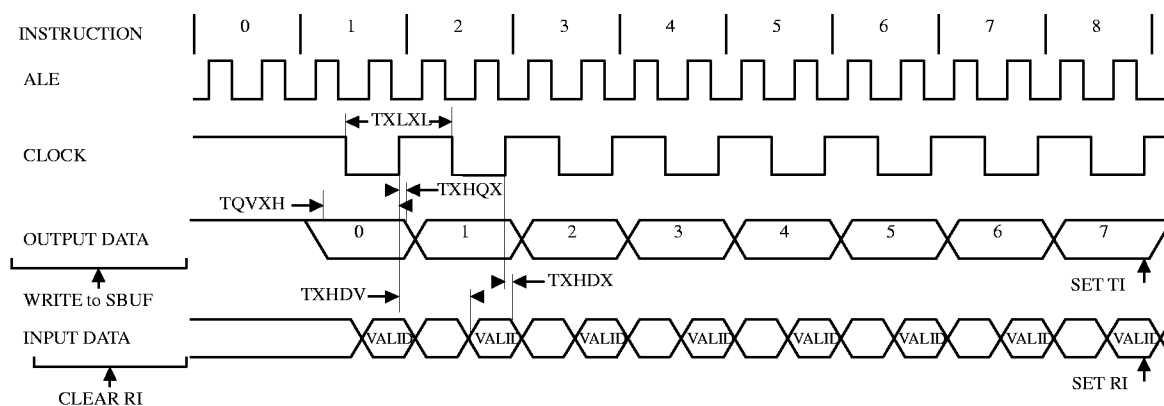 INSTRUCTION 0 1 2 3 4 5 6 7 8
ALE
TXLXL
CLOCK
TXHQX
TQVXH
OUTPUT DATA 0 1 2 3 4 5 6 7
TXHDV TXHDX SET TI
WRITE to SBUF
INPUT DATA VALID VALID VALID VALID VALID VALID VALID VALID
SET RI
CLEAR RI